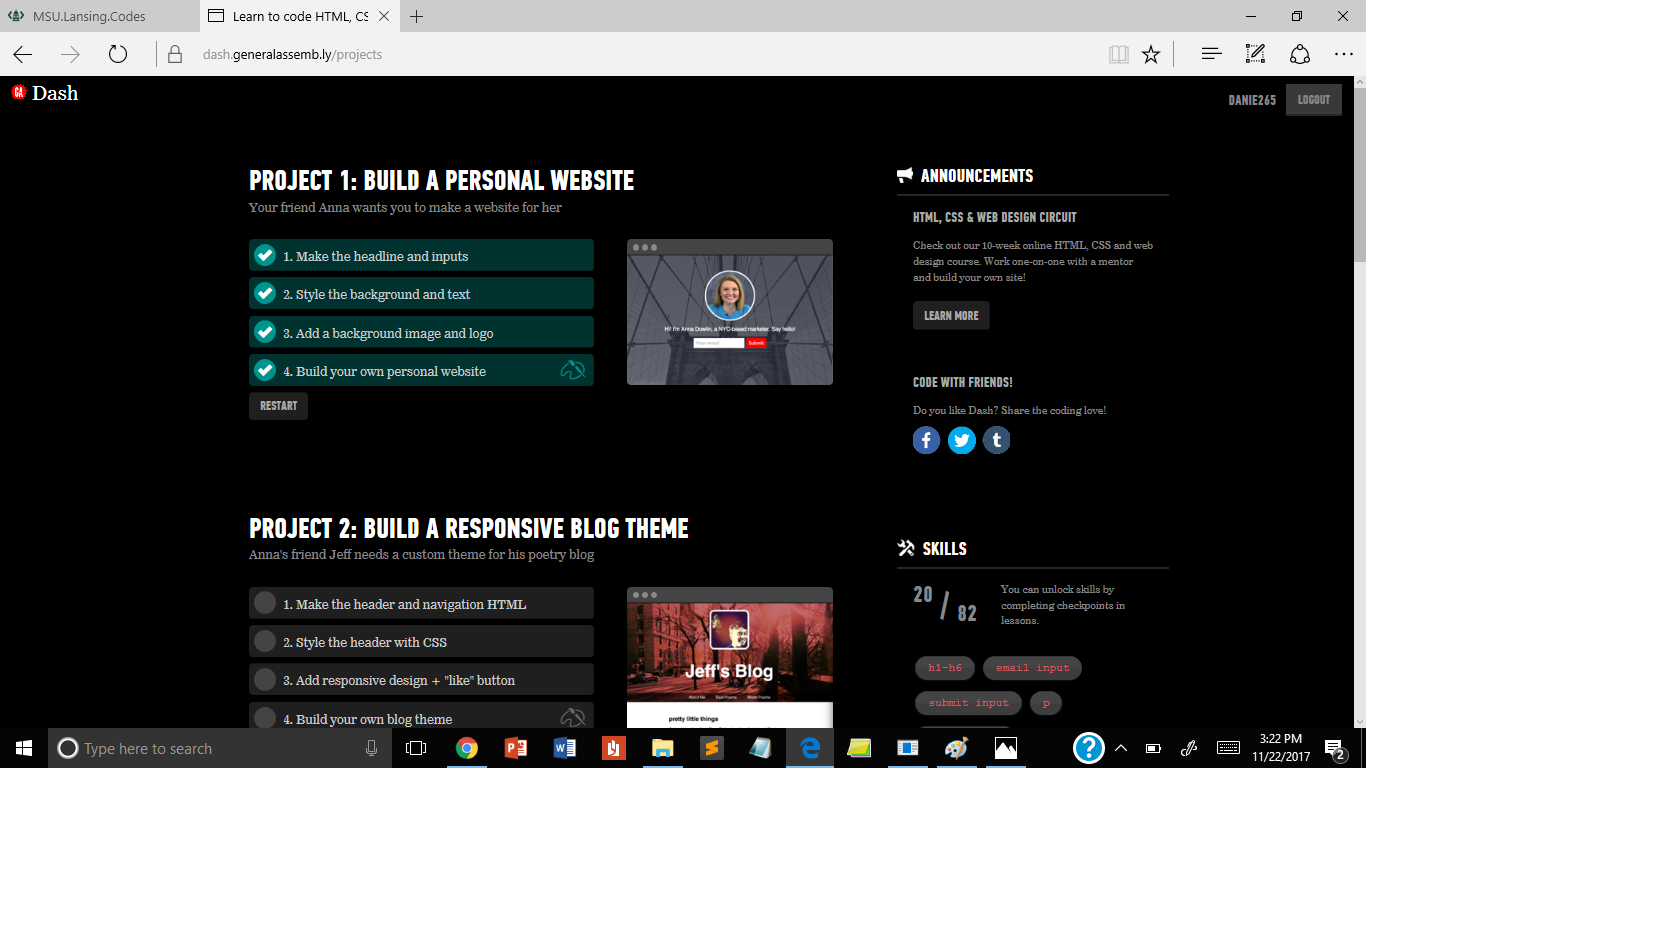 MSU.Lansing.Codes
Learn to code HTML, CS
dash.generalassemb.ly/projects
GA Dash
DANIE265
LOGOUT
PROJECT 1: BUILD A PERSONAL WEBSITE
Your friend Anna wants you to make a website for her
1. Make the headline and inputs
2. Style the background and text
3. Add a background image and logo
4. Build your own personal website
RESTART
Hi! I'm Anna Dowlin, a NYC-based marketer. Say hello!
Your email
Submit
ANNOUNCEMENTS
HTML, CSS & WEB DESIGN CIRCUIT
Check out our 10-week online HTML, CSS and web
design course. Work one-on-one with a mentor
and build your own site!
LEARN MORE
CODE WITH FRIENDS!
Do you like Dash? Share the coding love!
PROJECT 2: BUILD A RESPONSIVE BLOG THEME
Anna's friend Jeff needs a custom theme for his poetry blog
1. Make the header and navigation HTML
2. Style the header with CSS
3. Add responsive design + "like" button
4. Build your own blog theme
Jeff's Blog
About Me
Best Poems
Worst Poems
pretty little things
SKILLS
20 / 82
You can unlock skills by
completing checkpoints in
lessons.
h1-h6
email input
submit input
p
Type here to search
3:22 PM
11/22/2017
2